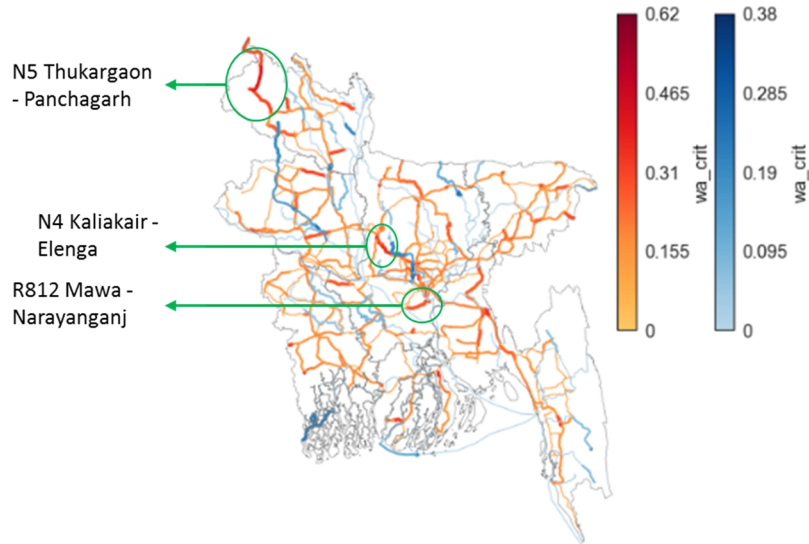 N5 Thukargaon
- Panchagarh
N4 Kaliakair -
Elenga
R812 Mawa -
Narayanganj
0.62
0.465
0.31
0.155
0
wa_crit
0.38
0.285
0.19
0.095
0
wa_crit